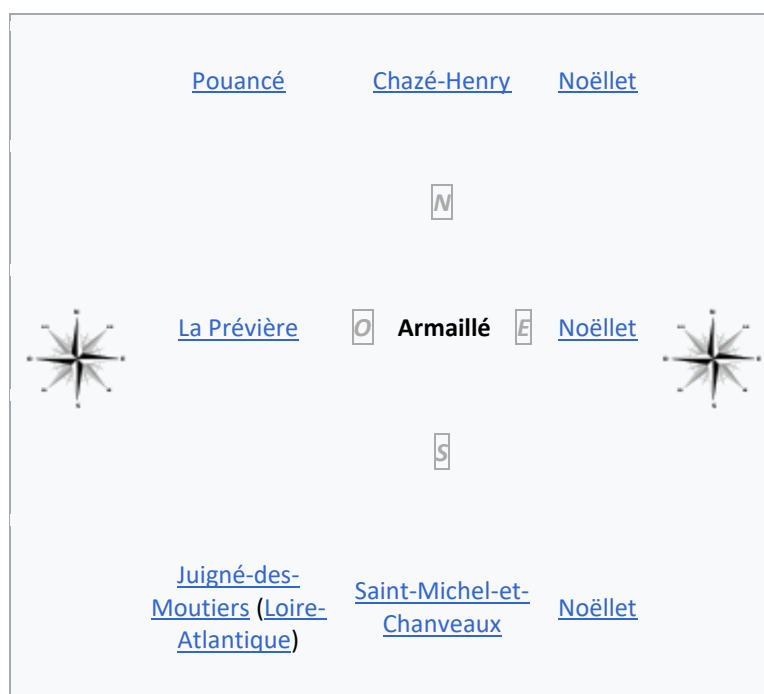 Pouancé Chazé-Henry Noëllet
N
La Prévière O Armaillé E Noëllet
S
Juigné-des-
Moutiers (Loire-
Atlantique)
Saint-Michel-et-
Chanveaux
Noëllet